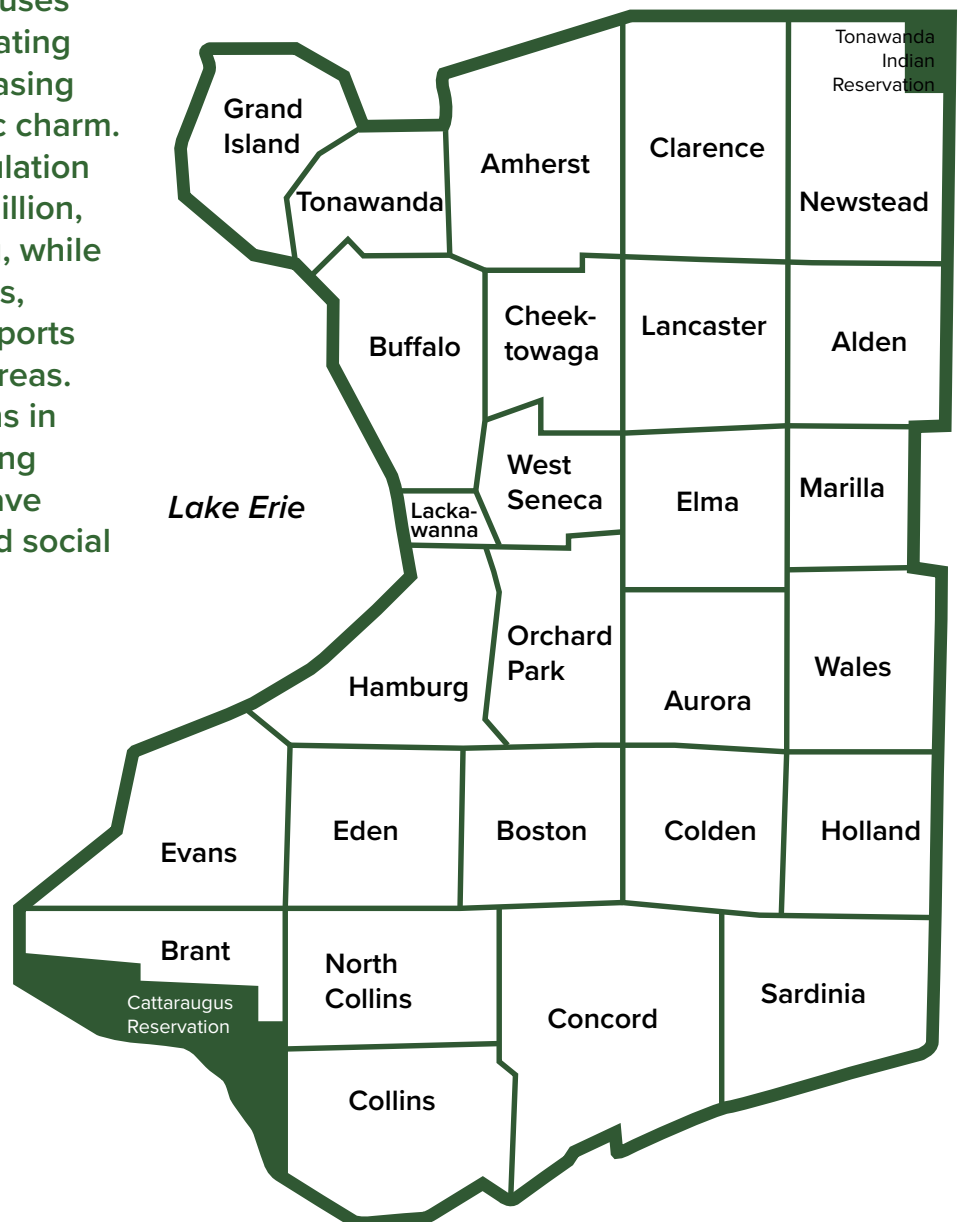 uses
ating
asing
c charm.
ulation
illion,
, while
s,
ports
reas.
as in
ng
ave
d social
Tonawanda
Indian
Reservation
Grand
Island
Tonawanda
Amherst
Clarence
Newstead
Buffalo
Cheek-
towaga
Lancaster
Alden
Lake Erie
Lacka-
wanna
West
Seneca
Elma
Marilla
Hamburg
Orchard
Park
Aurora
Wales
Evans
Eden
Boston
Colden
Holland
Brant
Cattaraugus
Reservation
North
Collins
Concord
Sardinia
Collins